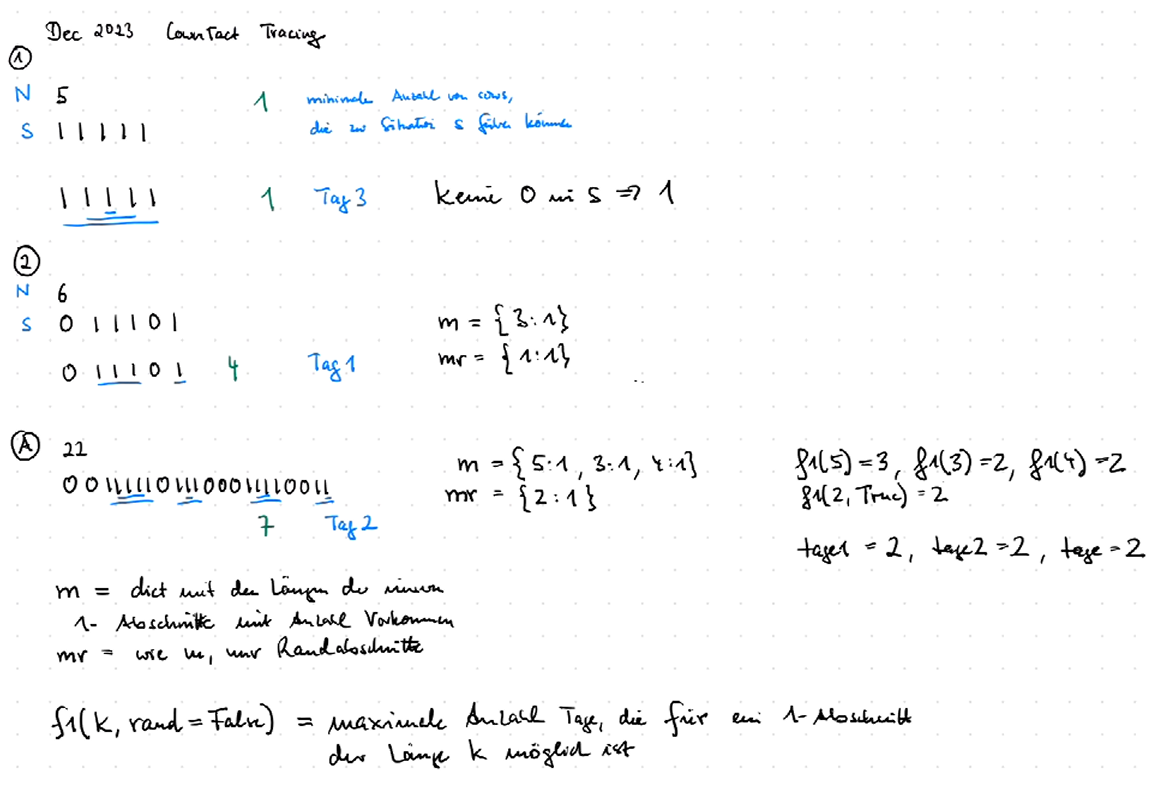 Dec 2023 Cowntact Tracing
①
N 5 1 minimale Anzahl von cows,
S 1 1 1 1 1 die zur Situation s führen können
1 1 1 1 1 1 Tag 3 keine 0 in s ⇒ 1
②
N 6
S 0 1 1 1 0 1 m = {3:1}
0 1 1 1 0 1 4 Tag 1 mr = {1:1}
Ⓐ 22
m = {5:1, 3:1, 4:1} f1(5) = 3, f1(3) = 2, f1(4) = 2
0011111011100011110011 mr = {2:1} f1(2, True) = 2
7 Tag 2 tage1 = 2, tage2 = 2, tage = 2
m = dict mit den Längen der inneren
1- Abschnitte mit Anzahl Vorkommen
mr = wie m, nur Randabschnitte
f1(k, rand = False) = maximale Anzahl Tage, die für ein 1-Abschnitt
der Länge k möglich ist